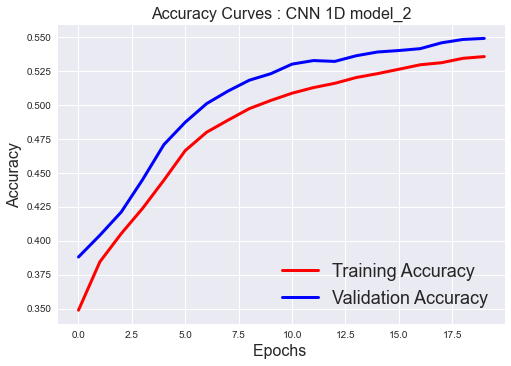 Accuracy Curves : CNN 1D model_2
Accuracy
0.550
0.525
0.500
0.475
0.450
0.425
0.400
0.375
0.350
Training Accuracy
Validation Accuracy
0.0 2.5 5.0 7.5 10.0 12.5 15.0 17.5
Epochs